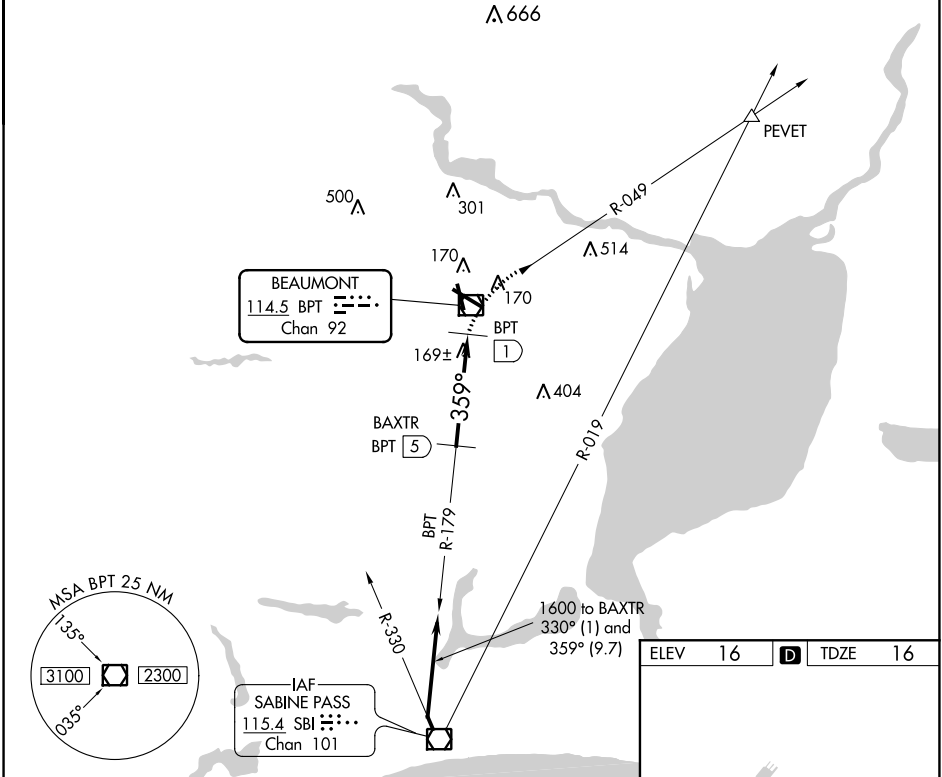 666
PEVET
R-049
500
301
514
170
170
BEAUMONT
114.5 BPT
Chan 92
BPT
1
169±
359°
404
BAXTR
BPT 5
R-019
BPT
R-179
R-330
1600 to BAXTR
330° (1) and
359° (9.7)
MSA BPT 25 NM
135°
3100
2300
035°
IAF
SABINE PASS
115.4 SBI
Chan 101
ELEV 16 D TDZE 16